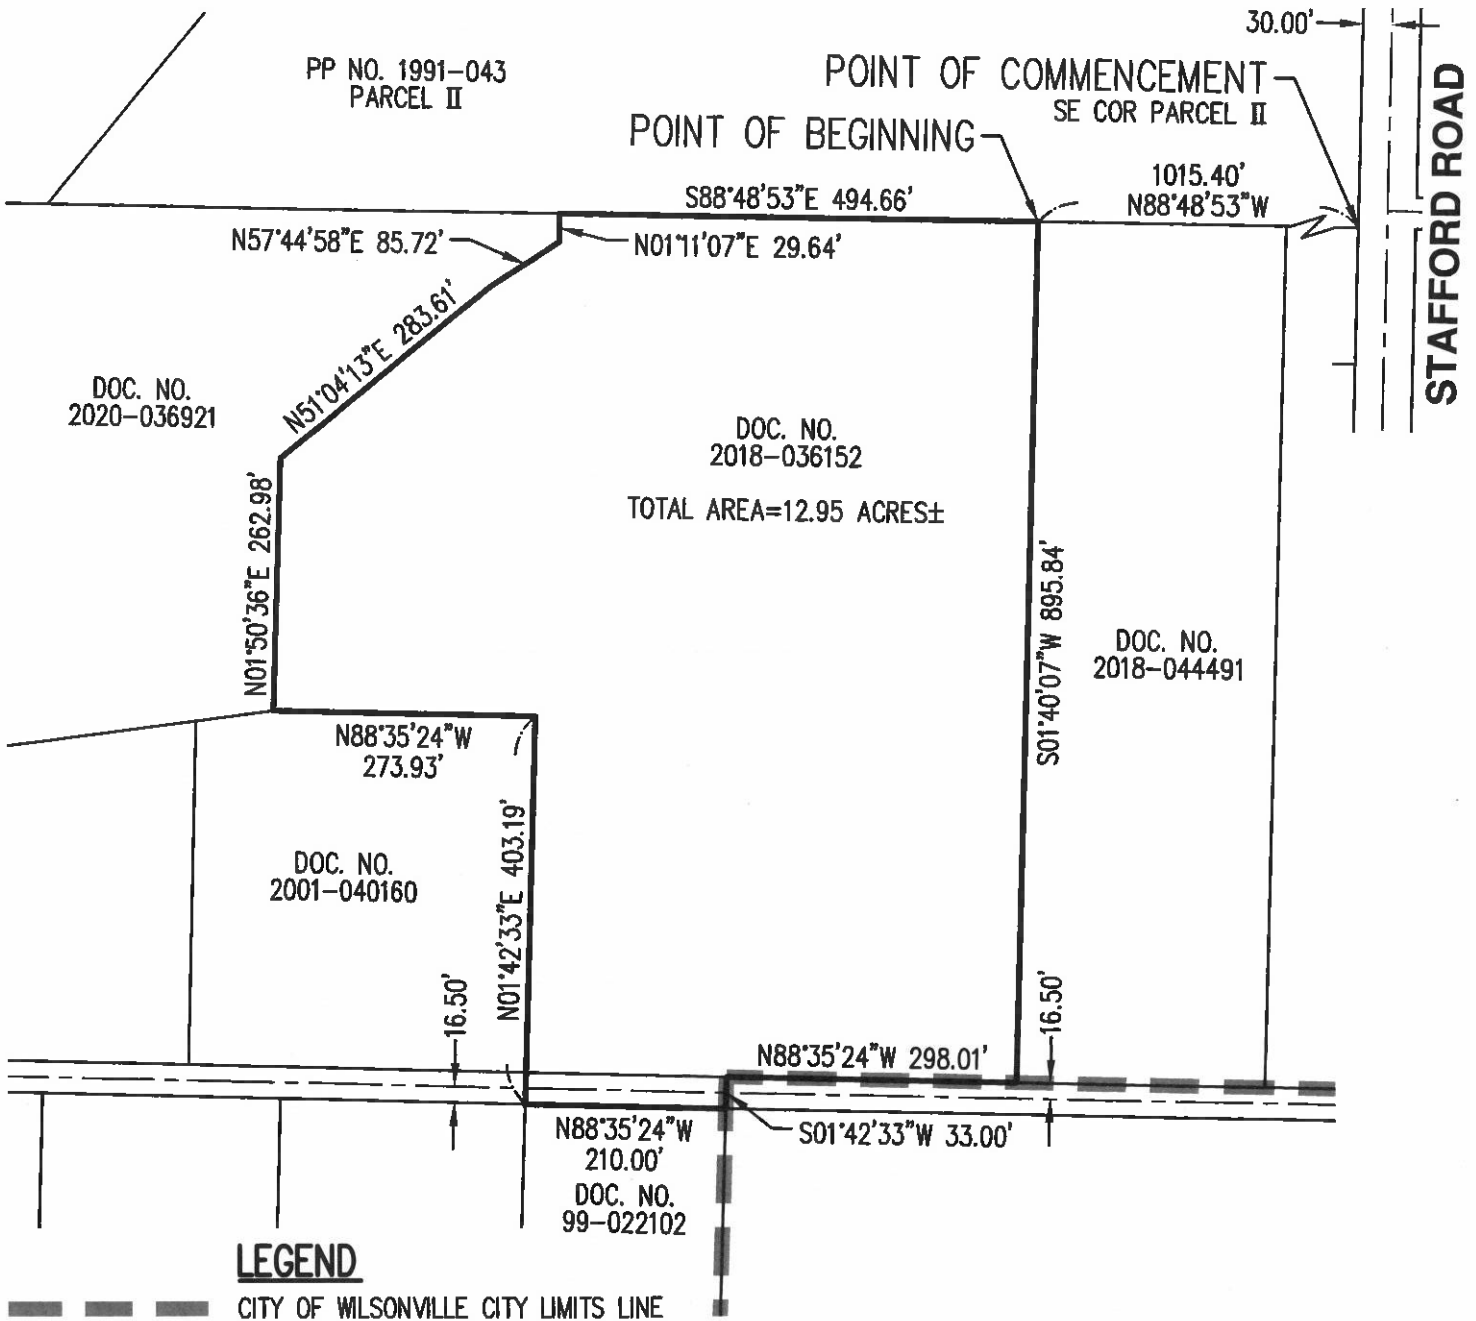 30.00'
PP NO. 1991-043
PARCEL II
POINT OF COMMENCEMENT
SE COR PARCEL II
POINT OF BEGINNING
STAFFORD ROAD
1015.40'
N88°48'53"W
S88°48'53"E 494.66'
N57°44'58"E 85.72'
N01°11'07"E 29.64'
N51°04'13"E 283.61'
DOC. NO.
2020-036921
DOC. NO.
2018-036152
TOTAL AREA=12.95 ACRES±
N01°50'36"E 262.98'
S01°40'07"W 895.84'
DOC. NO.
2018-044491
N88°35'24"W
273.93'
N01°42'33"E 403.19'
DOC. NO.
2001-040160
16.50'
16.50'
N88°35'24"W 298.01'
N88°35'24"W
210.00'
S01°42'33"W 33.00'
DOC. NO.
99-022102
LEGEND
CITY OF WILSONVILLE CITY LIMITS LINE